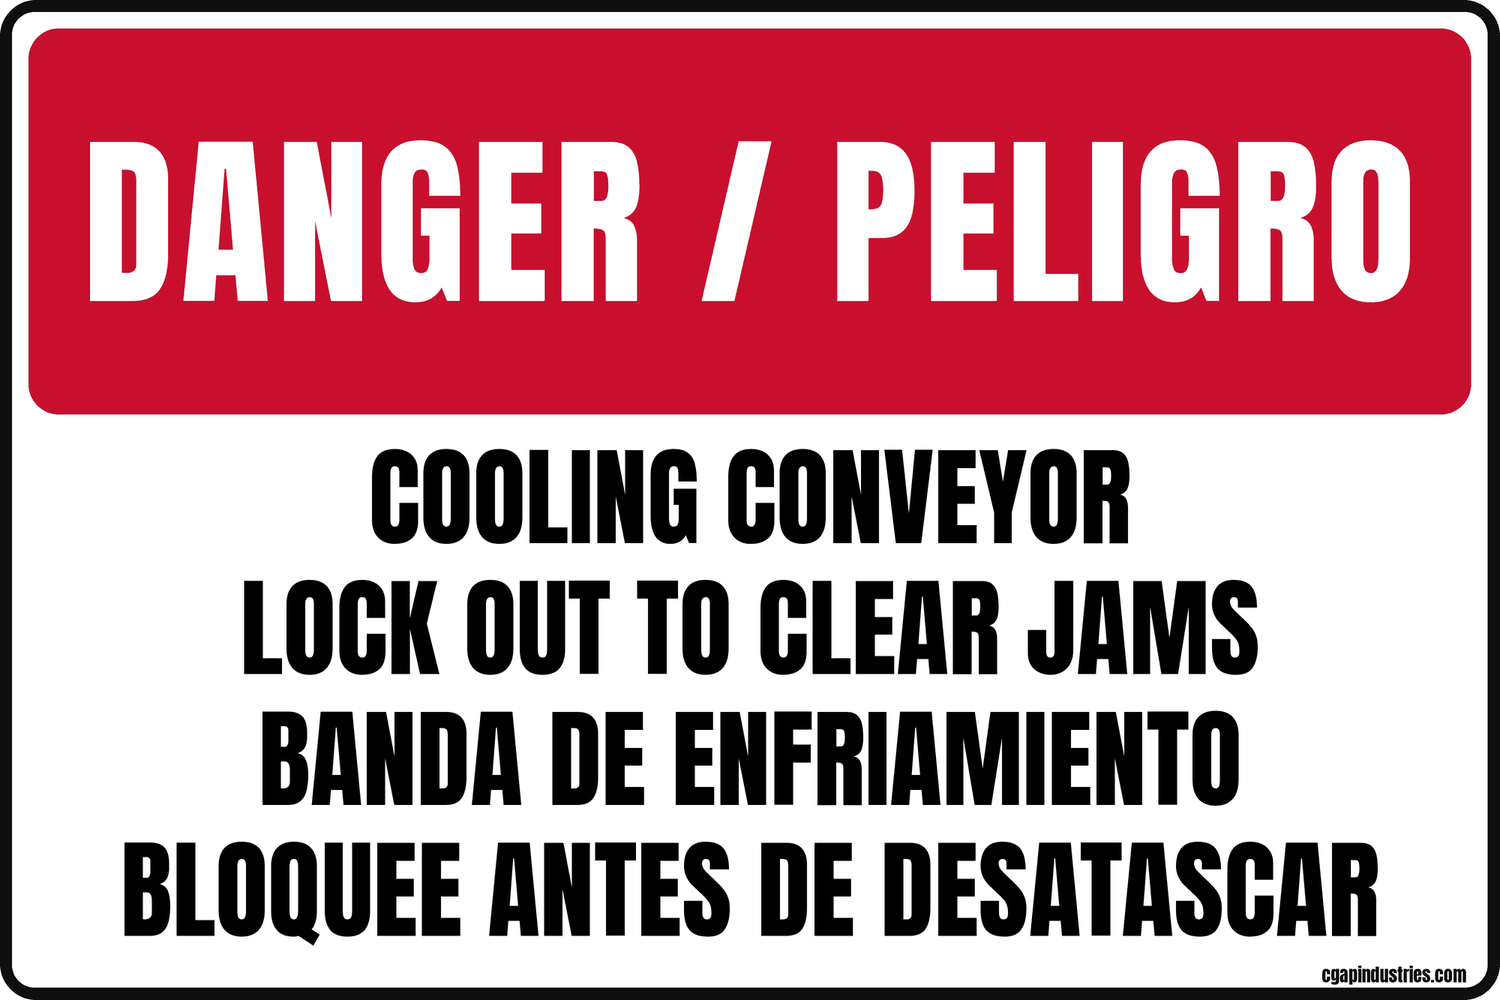 DANGER / PELIGRO
COOLING CONVEYOR
LOCK OUT TO CLEAR JAMS
BANDA DE ENFRIAMIENTO
BLOQUEE ANTES DE DESATASCAR
cgapindustries.com